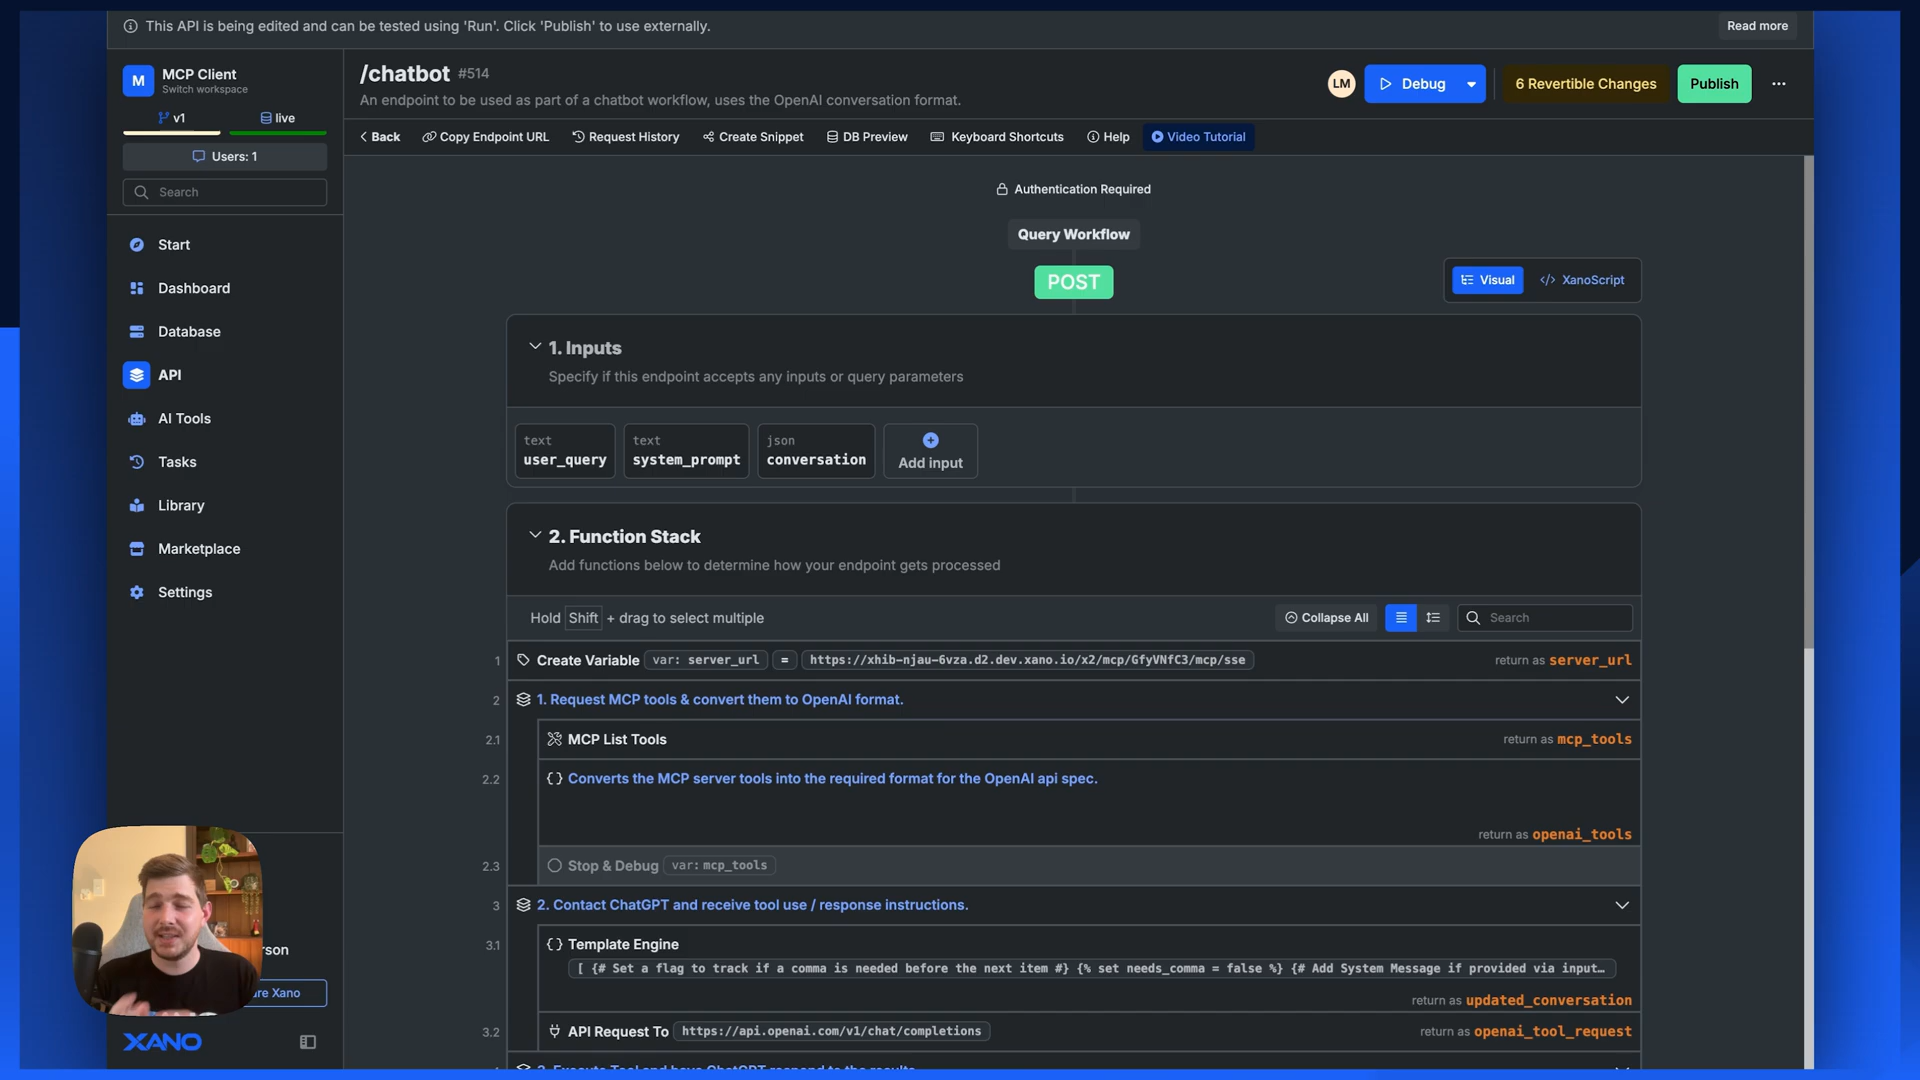 This API is being edited and can be tested using 'Run'. Click 'Publish' to use externally.
Read more
M
MCP Client
Switch workspace
v1
live
Users: 1
Search
Start
Dashboard
Database
API
AI Tools
Tasks
Library
Marketplace
Settings
XANO
/chatbot #514
An endpoint to be used as part of a chatbot workflow, uses the OpenAI conversation format.
LM
Debug
6 Revertible Changes
Publish
Back
Copy Endpoint URL
Request History
Create Snippet
DB Preview
Keyboard Shortcuts
Help
Video Tutorial
Authentication Required
Query Workflow
POST
Visual
</> XanoScript
1. Inputs
Specify if this endpoint accepts any inputs or query parameters
text
user_query
text
system_prompt
json
conversation
Add input
2. Function Stack
Add functions below to determine how your endpoint gets processed
Hold Shift + drag to select multiple
Collapse All
Search
1 Create Variable var: server_url = https://xhib-njau-6vza.d2.dev.xano.io/x2/mcp/GfyVNfC3/mcp/sse return as server_url
2 1. Request MCP tools & convert them to OpenAI format.
2.1 MCP List Tools return as mcp_tools
2.2 {} Converts the MCP server tools into the required format for the OpenAI api spec.
return as openai_tools
2.3 Stop & Debug var: mcp_tools
3 2. Contact ChatGPT and receive tool use / response instructions.
3.1 {} Template Engine
[ {# Set a flag to track if a comma is needed before the next item #} {% set needs_comma = false %} {# Add System Message if provided via input…
return as updated_conversation
3.2 API Request To https://api.openai.com/v1/chat/completions return as openai_tool_request